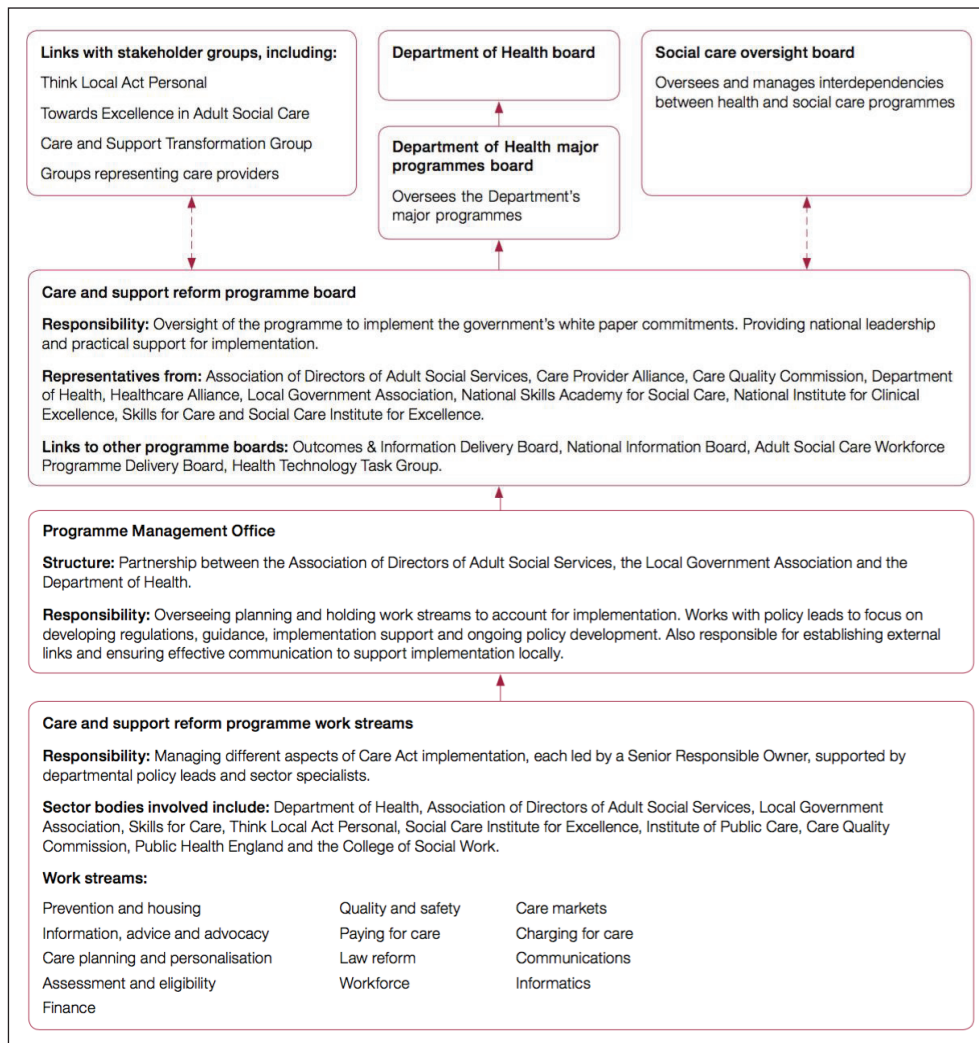 Links with stakeholder groups, including:
Think Local Act Personal
Towards Excellence in Adult Social Care
Care and Support Transformation Group
Groups representing care providers
Department of Health board
Department of Health major
programmes board
Oversees the Department's
major programmes
Social care oversight board
Oversees and manages interdependencies
between health and social care programmes
Care and support reform programme board
Responsibility: Oversight of the programme to implement the government's white paper commitments. Providing national leadership
and practical support for implementation.
Representatives from: Association of Directors of Adult Social Services, Care Provider Alliance, Care Quality Commission, Department
of Health, Healthcare Alliance, Local Government Association, National Skills Academy for Social Care, National Institute for Clinical
Excellence, Skills for Care and Social Care Institute for Excellence.
Links to other programme boards: Outcomes & Information Delivery Board, National Information Board, Adult Social Care Workforce
Programme Delivery Board, Health Technology Task Group.
Programme Management Office
Structure: Partnership between the Association of Directors of Adult Social Services, the Local Government Association and the
Department of Health.
Responsibility: Overseeing planning and holding work streams to account for implementation. Works with policy leads to focus on
developing regulations, guidance, implementation support and ongoing policy development. Also responsible for establishing external
links and ensuring effective communication to support implementation locally.
Care and support reform programme work streams
Responsibility: Managing different aspects of Care Act implementation, each led by a Senior Responsible Owner, supported by
departmental policy leads and sector specialists.
Sector bodies involved include: Department of Health, Association of Directors of Adult Social Services, Local Government
Association, Skills for Care, Think Local Act Personal, Social Care Institute for Excellence, Institute of Public Care, Care Quality
Commission, Public Health England and the College of Social Work.
Work streams:
Prevention and housing
Information, advice and advocacy
Care planning and personalisation
Assessment and eligibility
Finance
Quality and safety
Paying for care
Law reform
Workforce
Care markets
Charging for care
Communications
Informatics